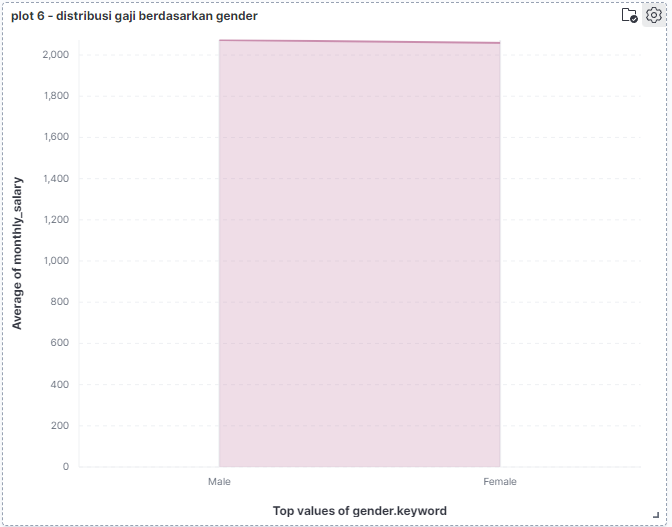 plot 6 - distribusi gaji berdasarkan gender
2,000
1,800
1,600
1,400
1,200
1,000
800
600
400
200
0
Average of monthly_salary
Male
Female
Top values of gender.keyword